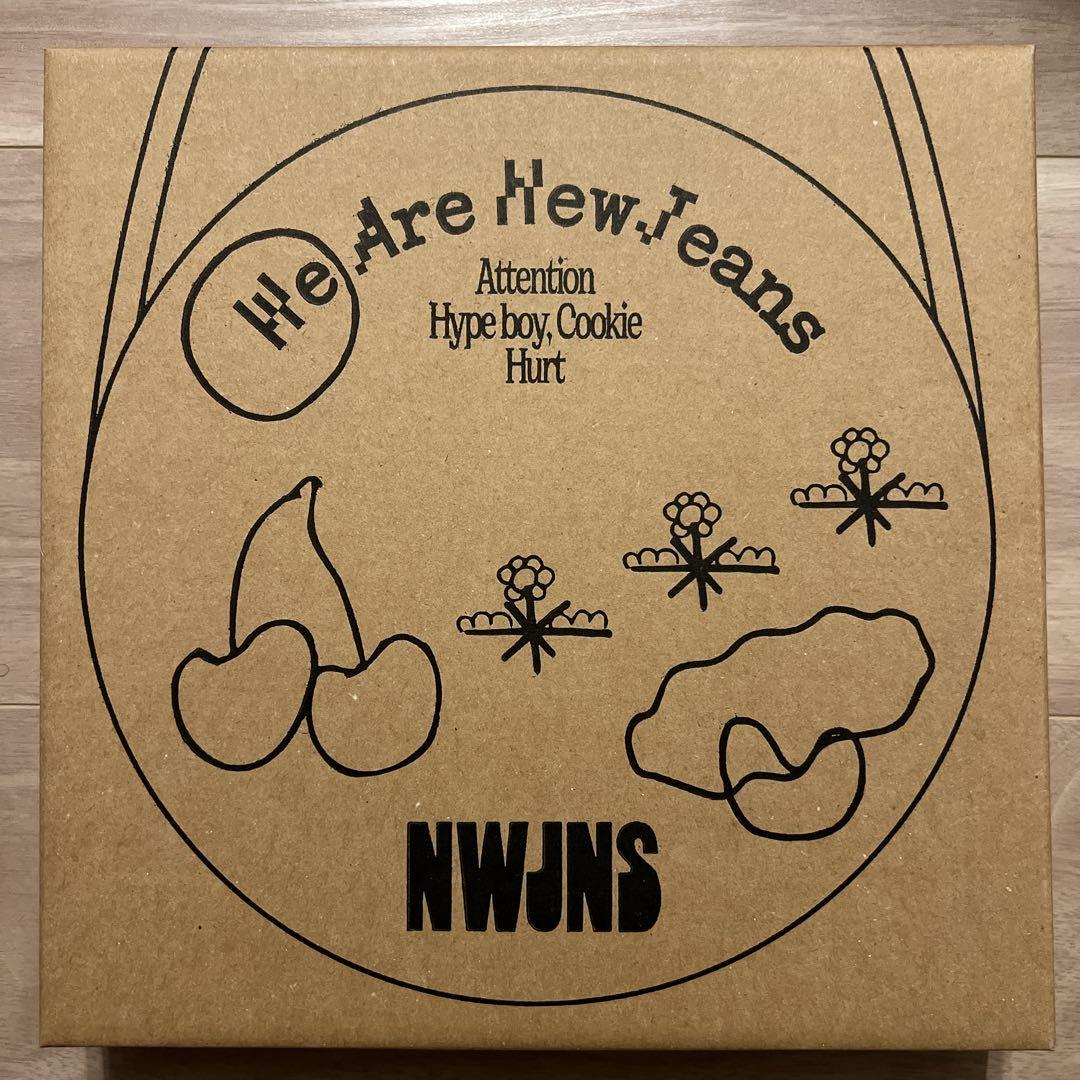 We Are NewJeans
Attention
Hype boy, Cookie
Hurt
NWJNS